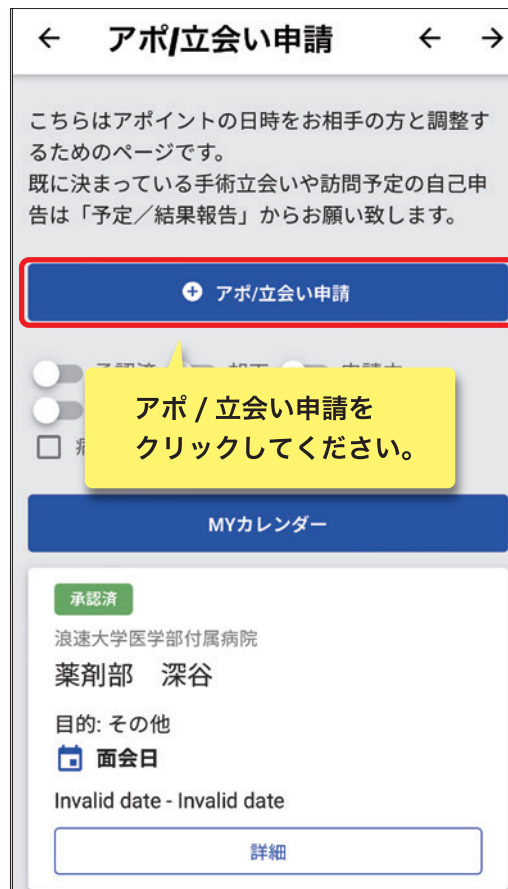 アポ/立会い申請
こちらはアポイントの日時をお相手の方と調整す
るためのページです。
既に決まっている手術立会いや訪問予定の自己申
告は「予定／結果報告」からお願い致します。
アポ/立会い申請
アポ / 立会い申請を
クリックしてください。
MYカレンダー
承認済
浪速大学医学部付属病院
薬剤部　深谷
目的: その他
面会日
Invalid date - Invalid date
詳細